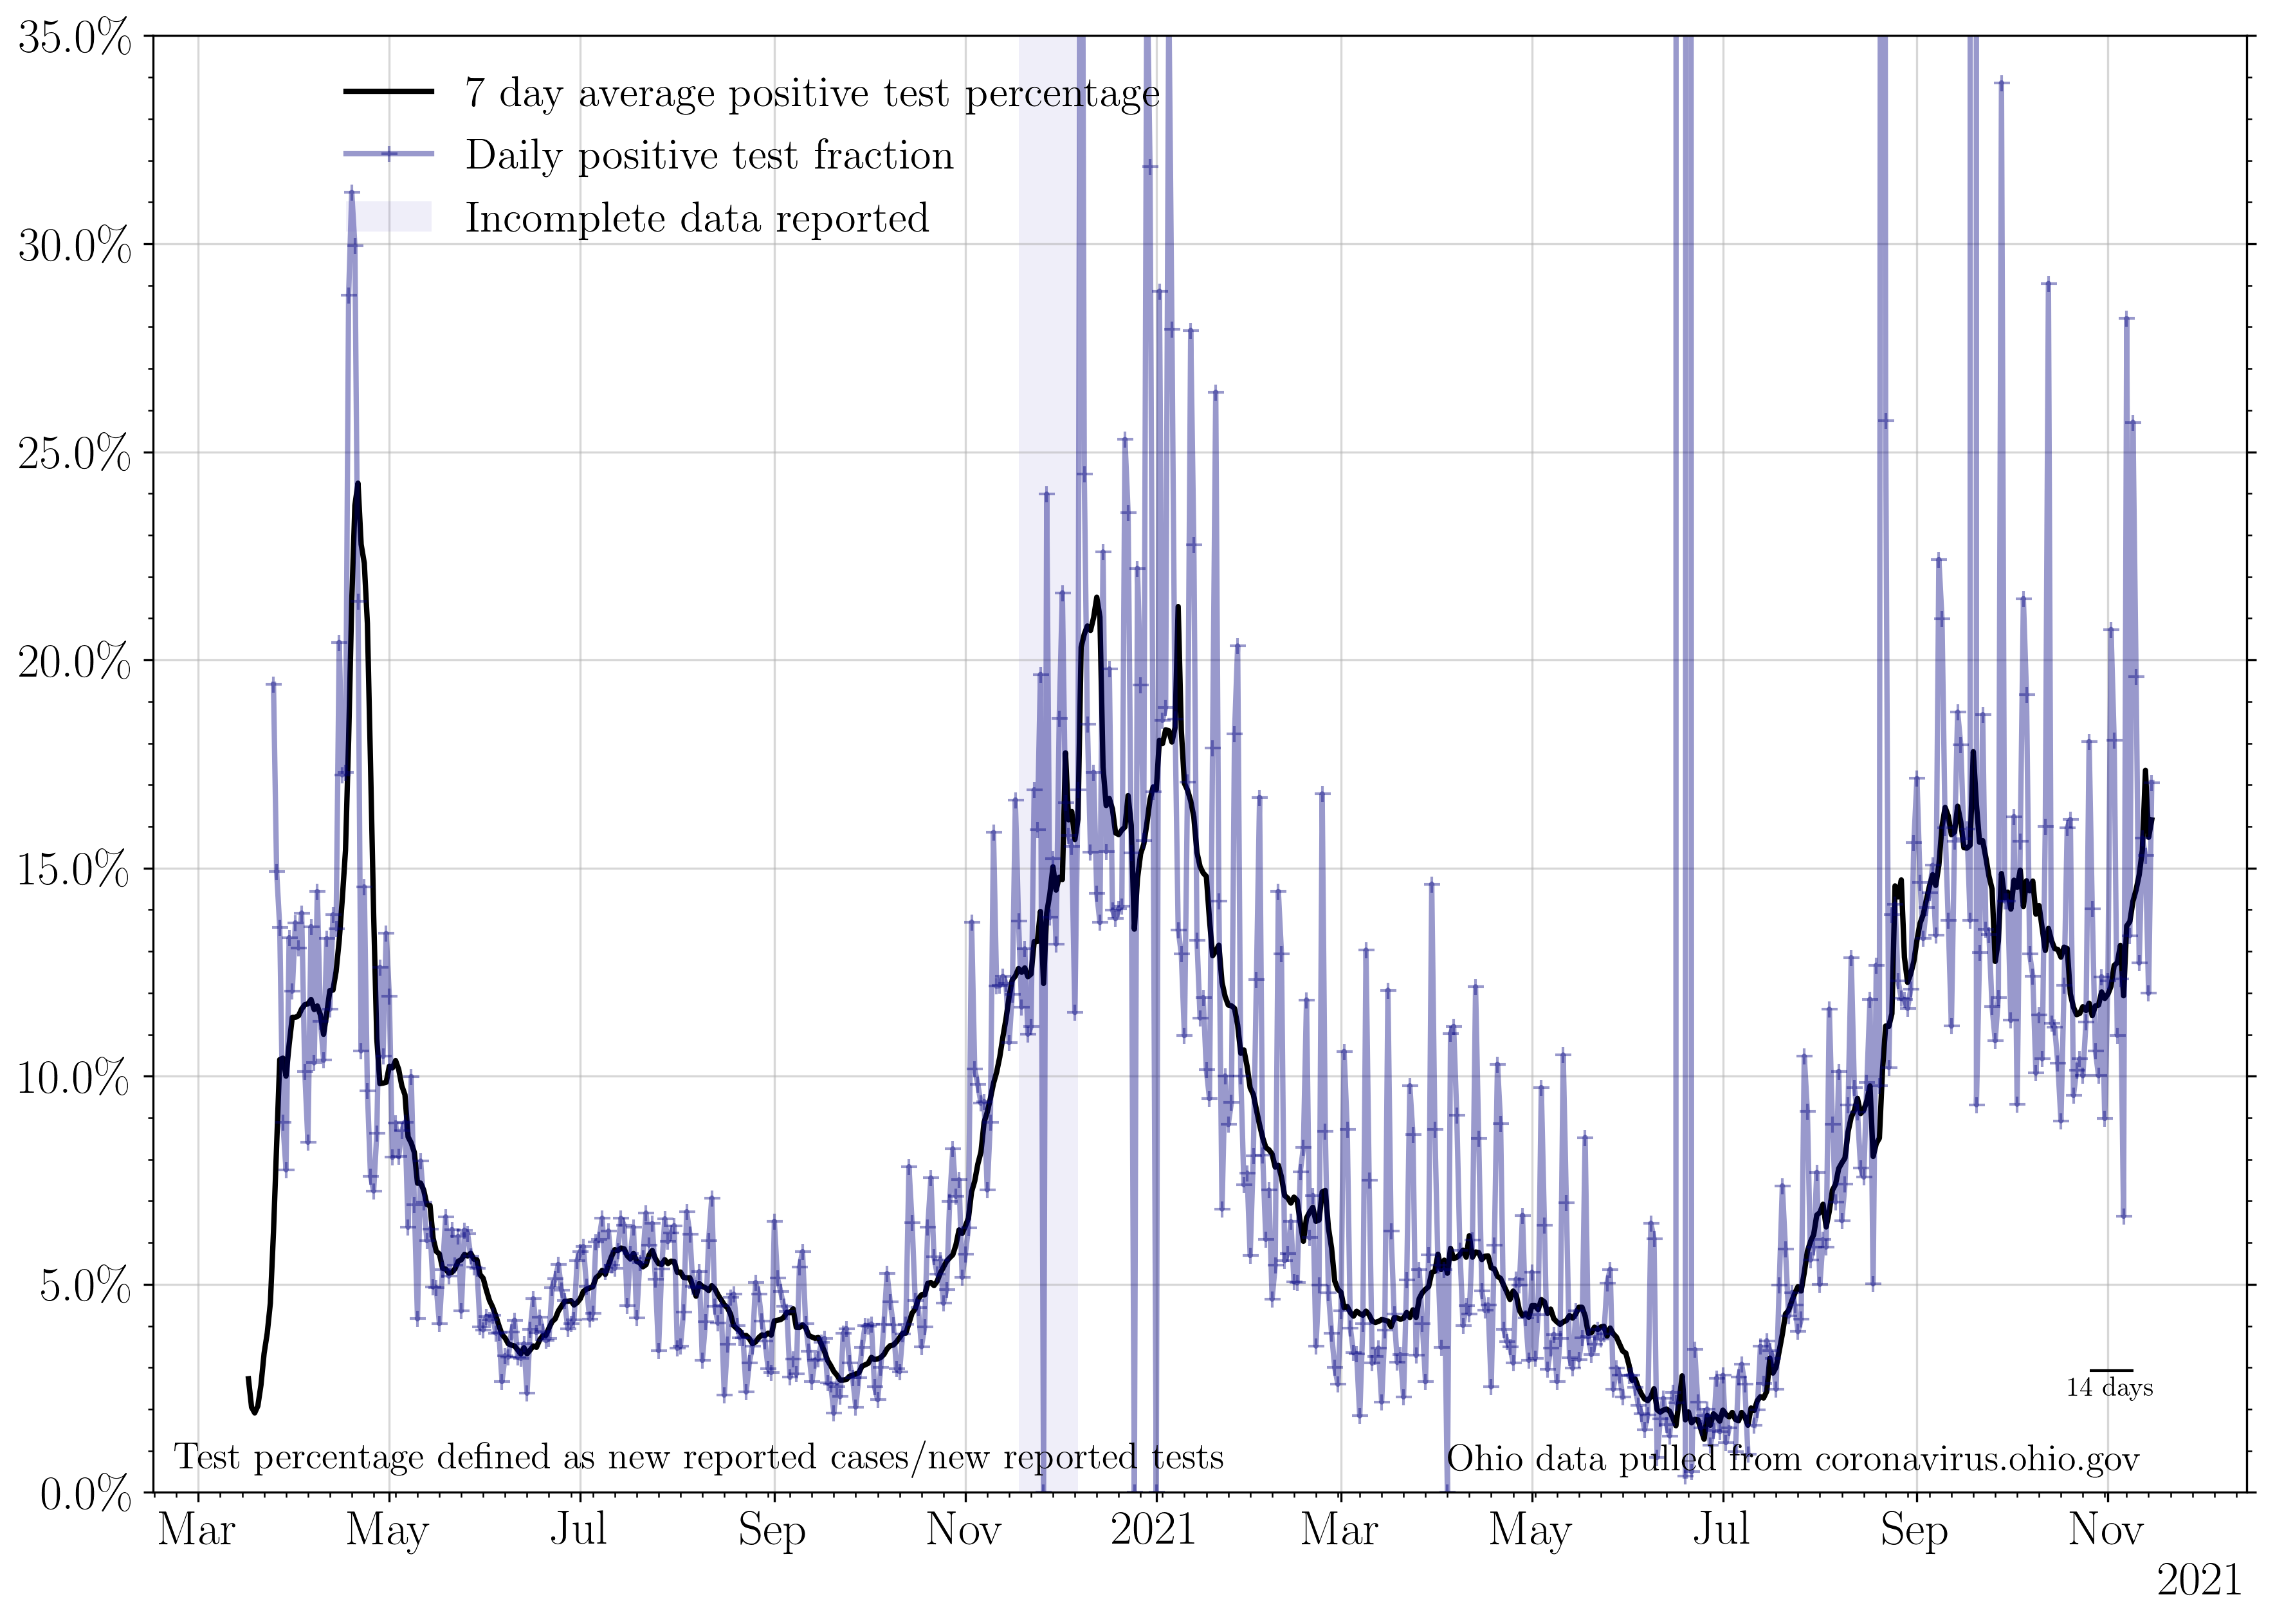 35.0%
7 day average positive test percentage
Daily positive test fraction
Incomplete data reported
30.0%
25.0%
20.0%
15.0%
10.0%
5.0%
14 days
Test percentage defined as new reported cases/new reported tests
Ohio data pulled from coronavirus.ohio.gov
0.0%
Mar May Jul Sep Nov 2021 Mar May Jul Sep Nov
2021